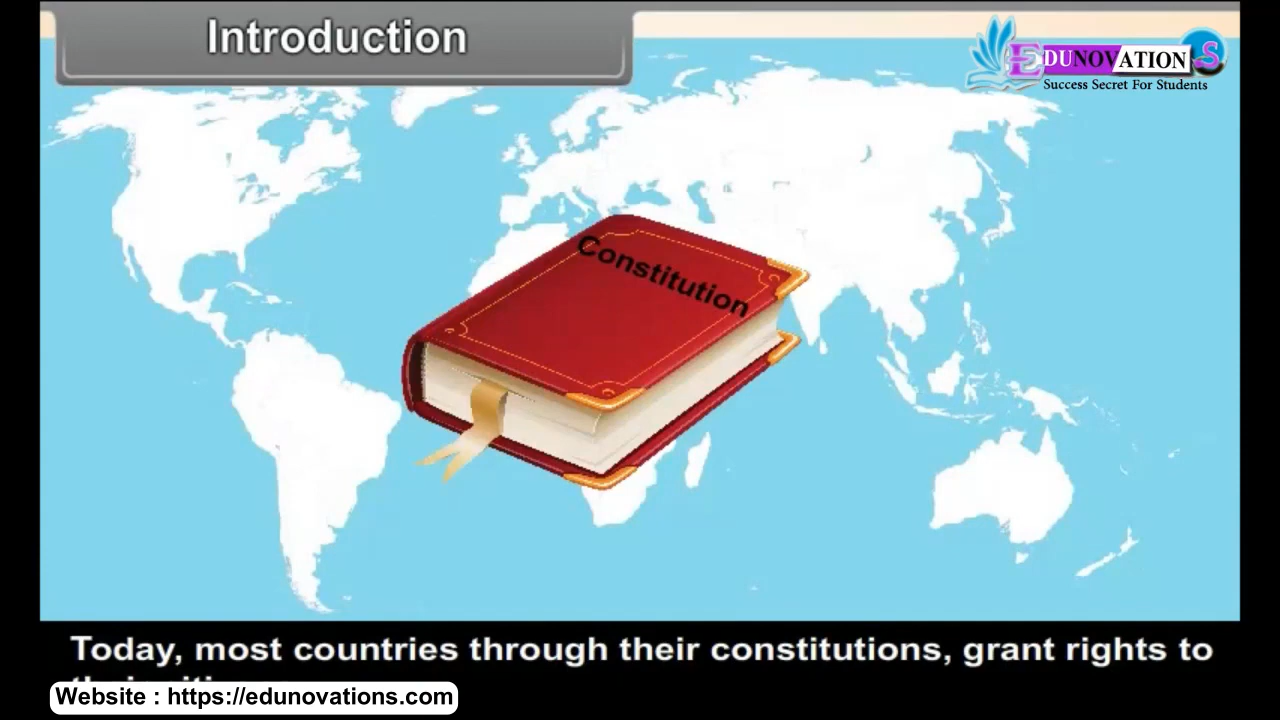 Introduction
EDUNOVATION S
Success Secret For Students
Constitution
Today, most countries through their constitutions, grant rights to
Website : https://edunovations.com